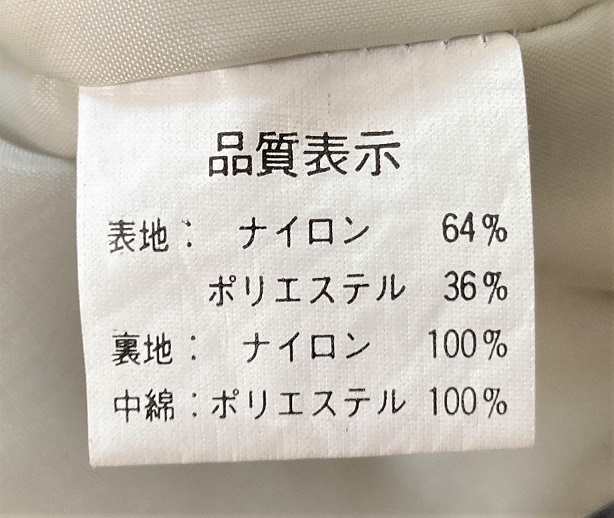 品質表示
表地： ナイロン 64%
ポリエステル 36%
裏地： ナイロン 100%
中綿：ポリエステル 100%